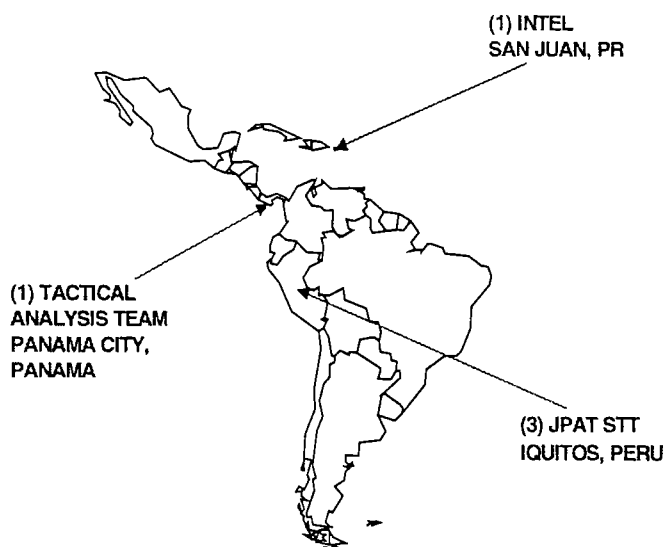 (1) INTEL
SAN JUAN, PR
(1) TACTICAL
ANALYSIS TEAM
PANAMA CITY,
PANAMA
(3) JPAT STT
IQUITOS, PERU